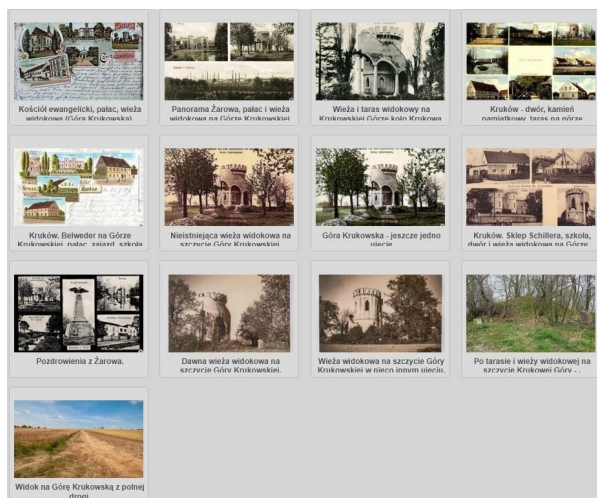 Kościół ewangelicki, pałac, wieża
widokowa (Góra Krukowska)
Panorama Żarowa, pałac i wieża
widokowa na Górze Krukowskiej
Wieża i taras widokowy na
Krukowskiej Górze koło Krukowa
Kruków - dwór, kamień
pamiątkowy, taras na górze
Kruków. Belweder na Górze
Krukowskiej, pałac, zajazd, szkoła
Nieistniejąca wieża widokowa na
szczycie Góry Krukowskiej
Góra Krukowska - jeszcze jedno
ujęcie
Kruków. Sklep Schillera, szkoła,
dwór i wieża widokowa na Górze
Pozdrowienia z Żarowa.
Dawna wieża widokowa na
szczycie Góry Krukowskiej.
Wieża widokowa na szczycie Góry
Krukowskiej w nieco innym ujęciu.
Po tarasie i wieży widokowej na
szczycie Krukowej Góry - .
Widok na Górę Krukowską z polnej
drogi